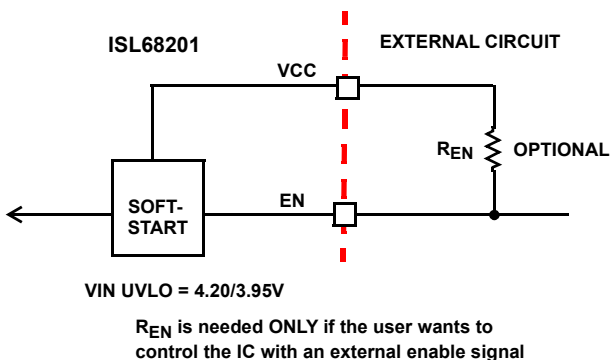 ISL68201
EXTERNAL CIRCUIT
VCC
REN
OPTIONAL
SOFT-
START
EN
VIN UVLO = 4.20/3.95V
REN is needed ONLY if the user wants to
control the IC with an external enable signal